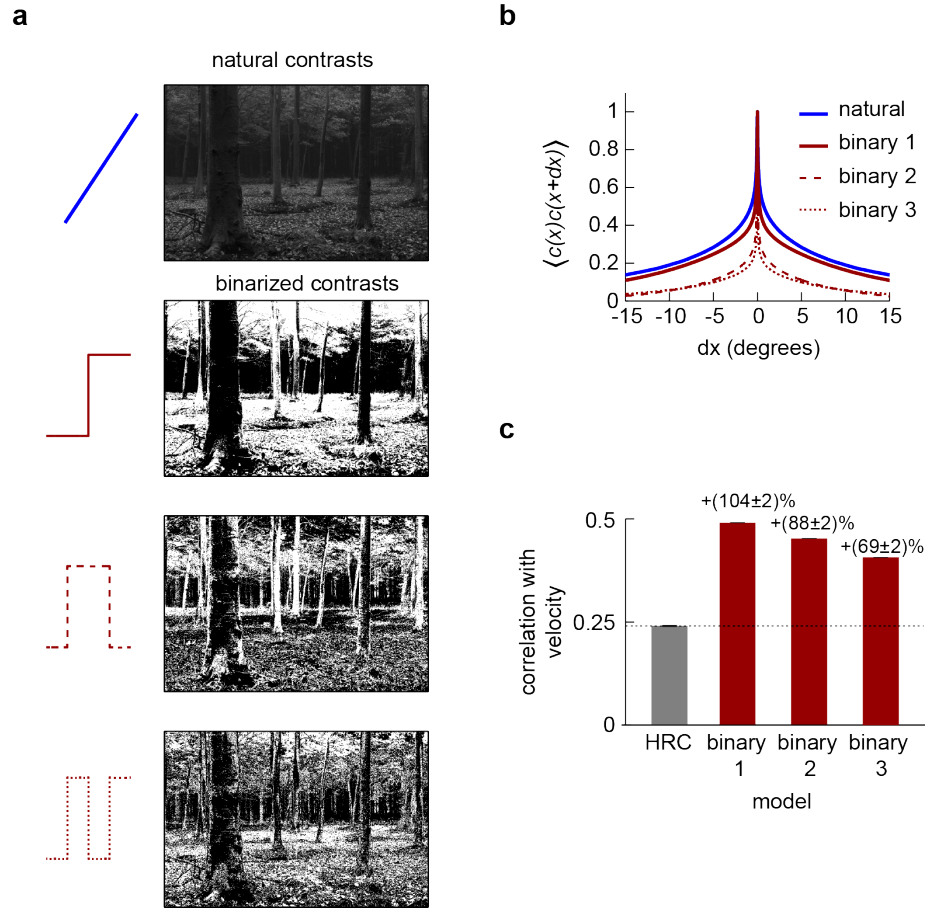 a
natural contrasts
binarized contrasts
b
⟨c(x)c(x+dx)⟩
1
0.8
0.6
0.4
0.2
0
-15 -10 -5 0 5 10 15
dx (degrees)
natural
binary 1
binary 2
binary 3
c
correlation with
velocity
0.5
0.25
0
+(104±2)%
+(88±2)%
+(69±2)%
HRC binary binary binary
1 2 3
model